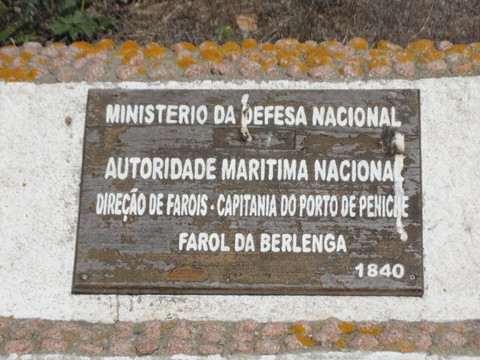 MINISTERIO DA DEFESA NACIONAL
AUTORIDADE MARITIMA NACIONAL
DIREÇÃO DE FAROIS - CAPITANIA DO PORTO DE PENICHE
FAROL DA BERLENGA
1840